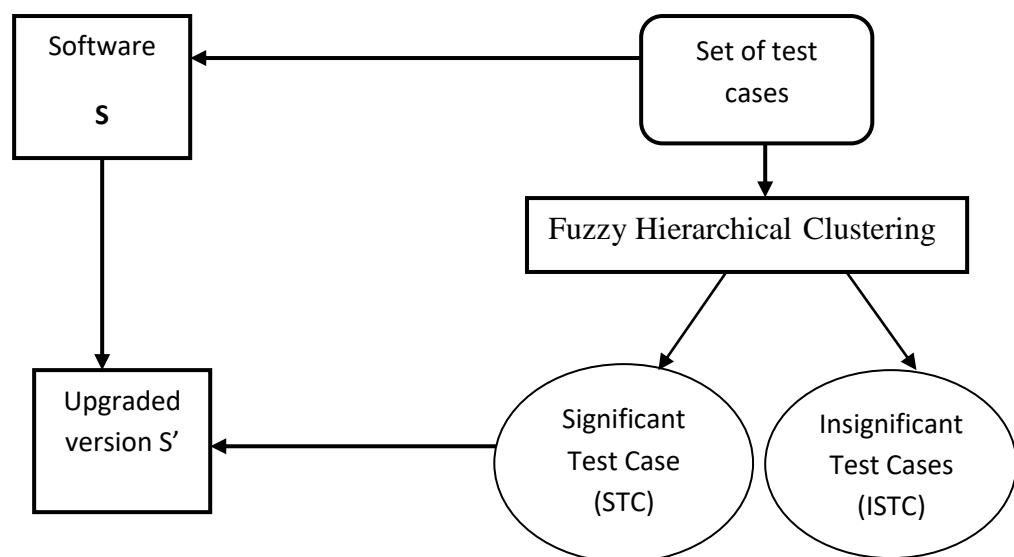 Software
S
Set of test
cases
Fuzzy Hierarchical Clustering
Upgraded
version S’
Significant
Test Case
(STC)
Insignificant
Test Cases
(ISTC)